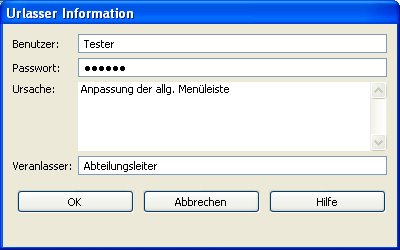 Urlasser Information
Benutzer: Tester
Passwort: ●●●●●●
Ursache: Anpassung der allg. Menüleiste
Veranlasser: Abteilungsleiter
OK Abbrechen Hilfe